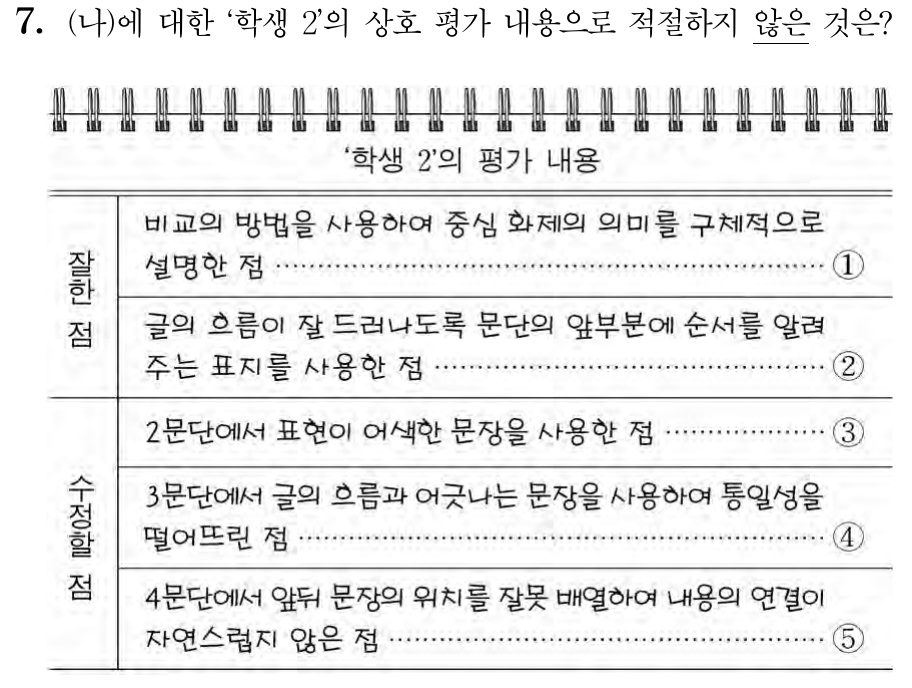 7. (나)에 대한 ‘학생 2’의 상호 평가 내용으로 적절하지 않은 것은?
‘학생 2’의 평가 내용
잘한 점
비교의 방법을 사용하여 중심 화제의 의미를 구체적으로
설명한 점 ①
글의 흐름이 잘 드러나도록 문단의 앞부분에 순서를 알려
주는 표지를 사용한 점 ②
수정할 점
2문단에서 표현이 어색한 문장을 사용한 점 ③
3문단에서 글의 흐름과 어긋나는 문장을 사용하여 통일성을
떨어뜨린 점 ④
4문단에서 앞뒤 문장의 위치를 잘못 배열하여 내용의 연결이
자연스럽지 않은 점 ⑤